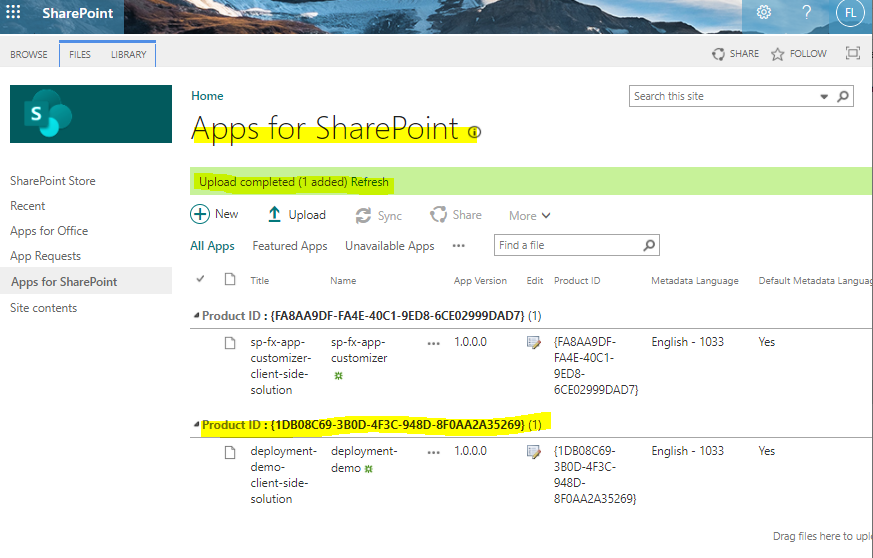 SharePoint
?
FL
BROWSE
FILES
LIBRARY
SHARE
FOLLOW
S
Home
Search this site
Apps for SharePoint
SharePoint Store
Recent
Apps for Office
App Requests
Apps for SharePoint
Site contents
Upload completed (1 added) Refresh
New
Upload
Sync
Share
More
All Apps
Featured Apps
Unavailable Apps
•••
Find a file
Title
Name
App Version
Edit
Product ID
Metadata Language
Default Metadata Languag
Product ID : {FA8AA9DF-FA4E-40C1-9ED8-6CE02999DAD7} (1)
sp-fx-app-
customizer-
client-side-
solution
sp-fx-app-
customizer
•••
1.0.0.0
{FA8AA9DF-
FA4E-40C1-
9ED8-
6CE02999DAD7}
English - 1033
Yes
Product ID : {1DB08C69-3B0D-4F3C-948D-8F0AA2A35269} (1)
deployment-
demo-
client-side-
solution
deployment-
demo
•••
1.0.0.0
{1DB08C69-
3B0D-4F3C-
948D-
8F0AA2A35269}
English - 1033
Yes
Drag files here to uplo